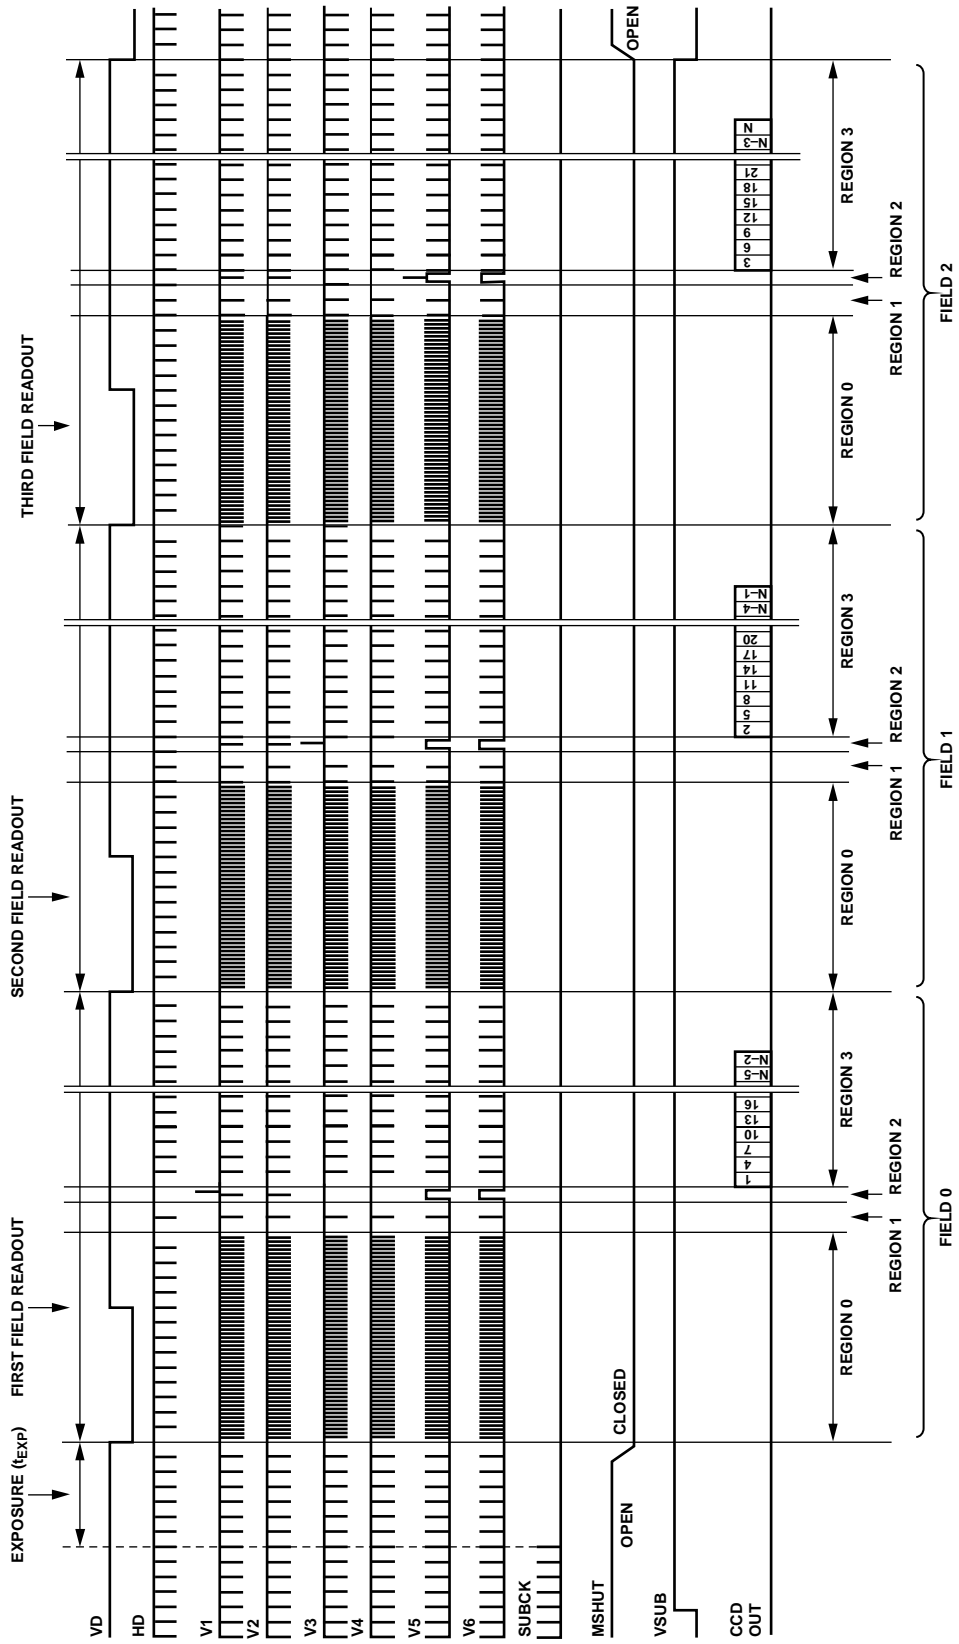 EXPOSURE (tEXP)
FIRST FIELD READOUT
SECOND FIELD READOUT
THIRD FIELD READOUT
VD
HD
V1
V2
V3
V4
V5
V6
SUBCK
MSHUT
OPEN
CLOSED
OPEN
VSUB
CCD
OUT
1 4 7 10 13 16 N–5 N–2
2 5 8 11 14 17 20 N–4 N–1
3 6 9 12 15 18 21 N–3 N
REGION 0
REGION 3
REGION 0
REGION 3
REGION 0
REGION 3
REGION 1
REGION 2
REGION 1
REGION 2
REGION 1
REGION 2
FIELD 0
FIELD 1
FIELD 2